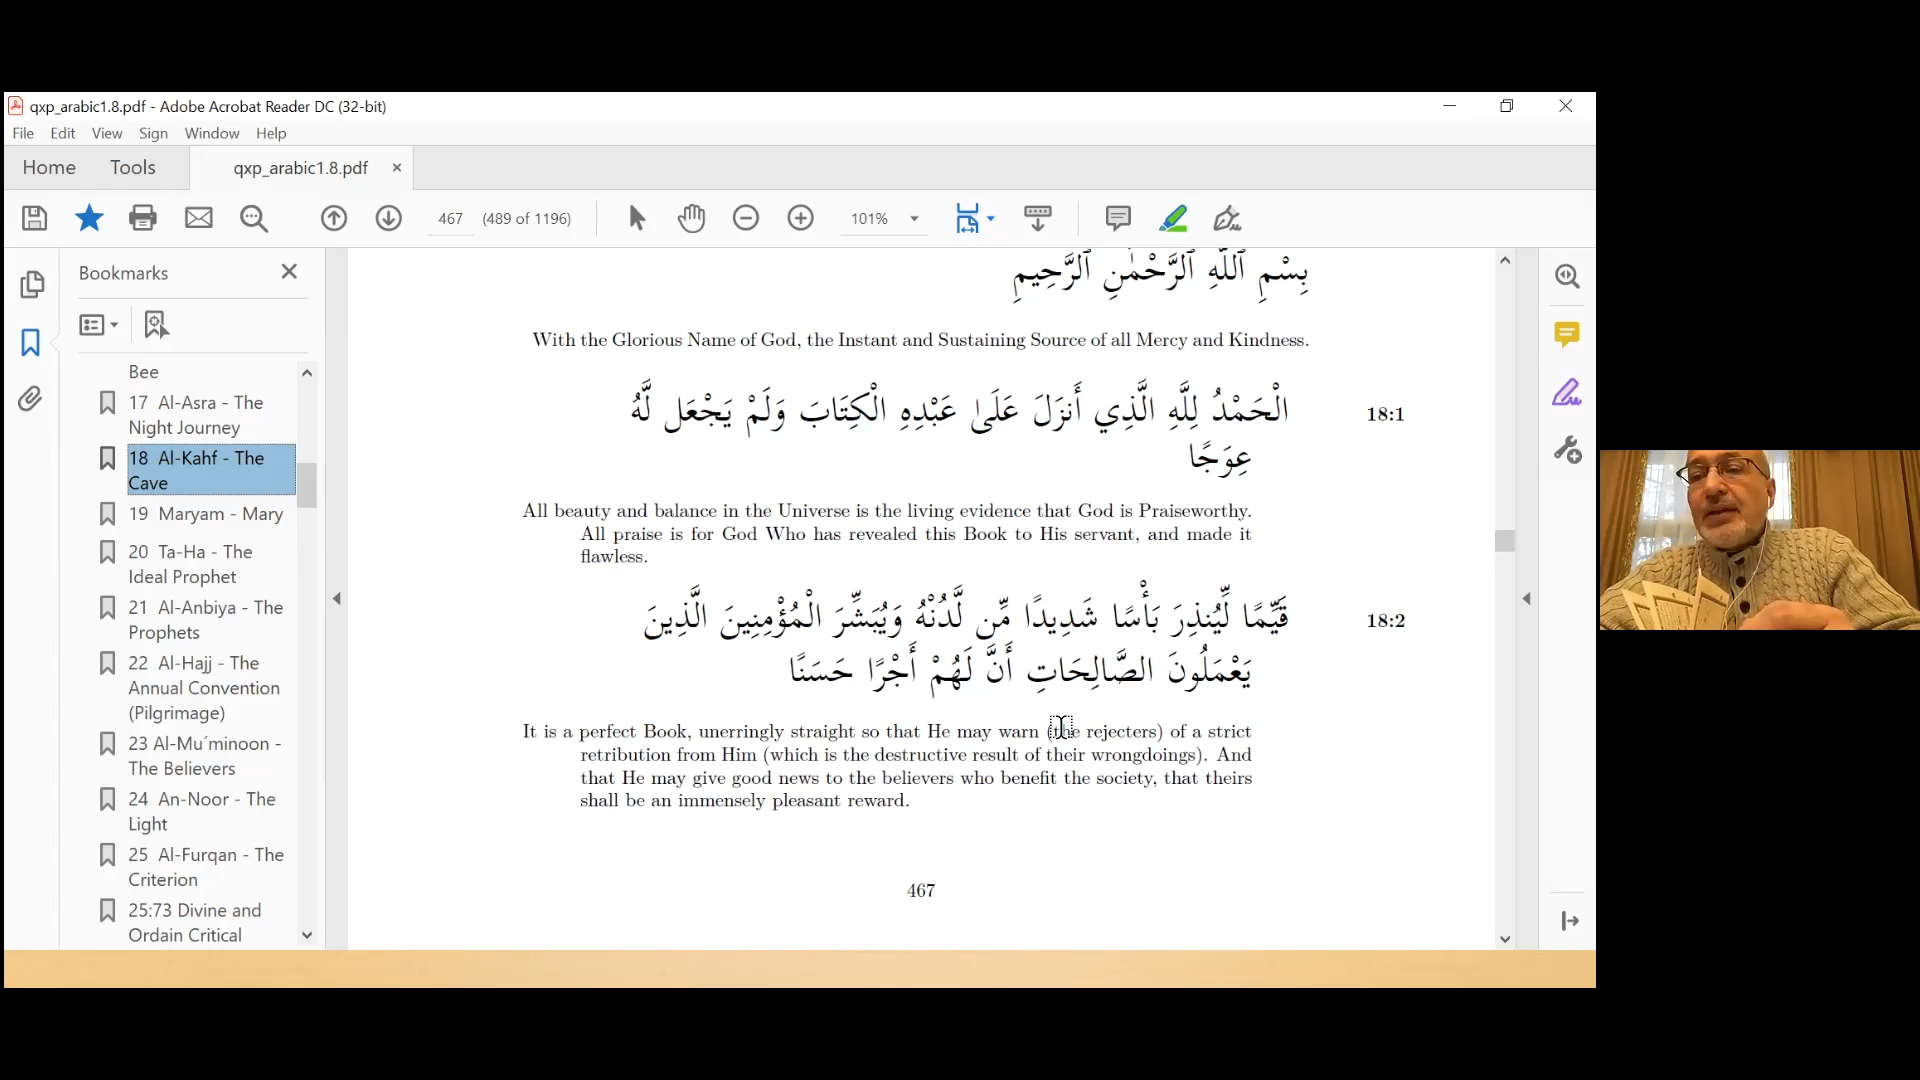 qxp_arabic1.8.pdf - Adobe Acrobat Reader DC (32-bit)
File Edit View Sign Window Help
Home Tools qxp_arabic1.8.pdf
467 (489 of 1196) 101%
Bookmarks
Bee
17 Al-Asra - The
Night Journey
18 Al-Kahf - The
Cave
19 Maryam - Mary
20 Ta-Ha - The
Ideal Prophet
21 Al-Anbiya - The
Prophets
22 Al-Hajj - The
Annual Convention
(Pilgrimage)
23 Al-Mu´minoon -
The Believers
24 An-Noor - The
Light
25 Al-Furqan - The
Criterion
25:73 Divine and
Ordain Critical
بِسْمِ ٱللَّهِ ٱلرَّحْمَٰنِ ٱلرَّحِيمِ
With the Glorious Name of God, the Instant and Sustaining Source of all Mercy and Kindness.
الْحَمْدُ لِلَّهِ الَّذِي أَنزَلَ عَلَىٰ عَبْدِهِ الْكِتَابَ وَلَمْ يَجْعَل لَّهُ 18:1
عِوَجًا
All beauty and balance in the Universe is the living evidence that God is Praiseworthy.
All praise is for God Who has revealed this Book to His servant, and made it
flawless.
قَيِّمًا لِّيُنذِرَ بَأْسًا شَدِيدًا مِّن لَّدُنْهُ وَيُبَشِّرَ الْمُؤْمِنِينَ الَّذِينَ 18:2
يَعْمَلُونَ الصَّالِحَاتِ أَنَّ لَهُمْ أَجْرًا حَسَنًا
It is a perfect Book, unerringly straight so that He may warn (the rejecters) of a strict
retribution from Him (which is the destructive result of their wrongdoings). And
that He may give good news to the believers who benefit the society, that theirs
shall be an immensely pleasant reward.
467